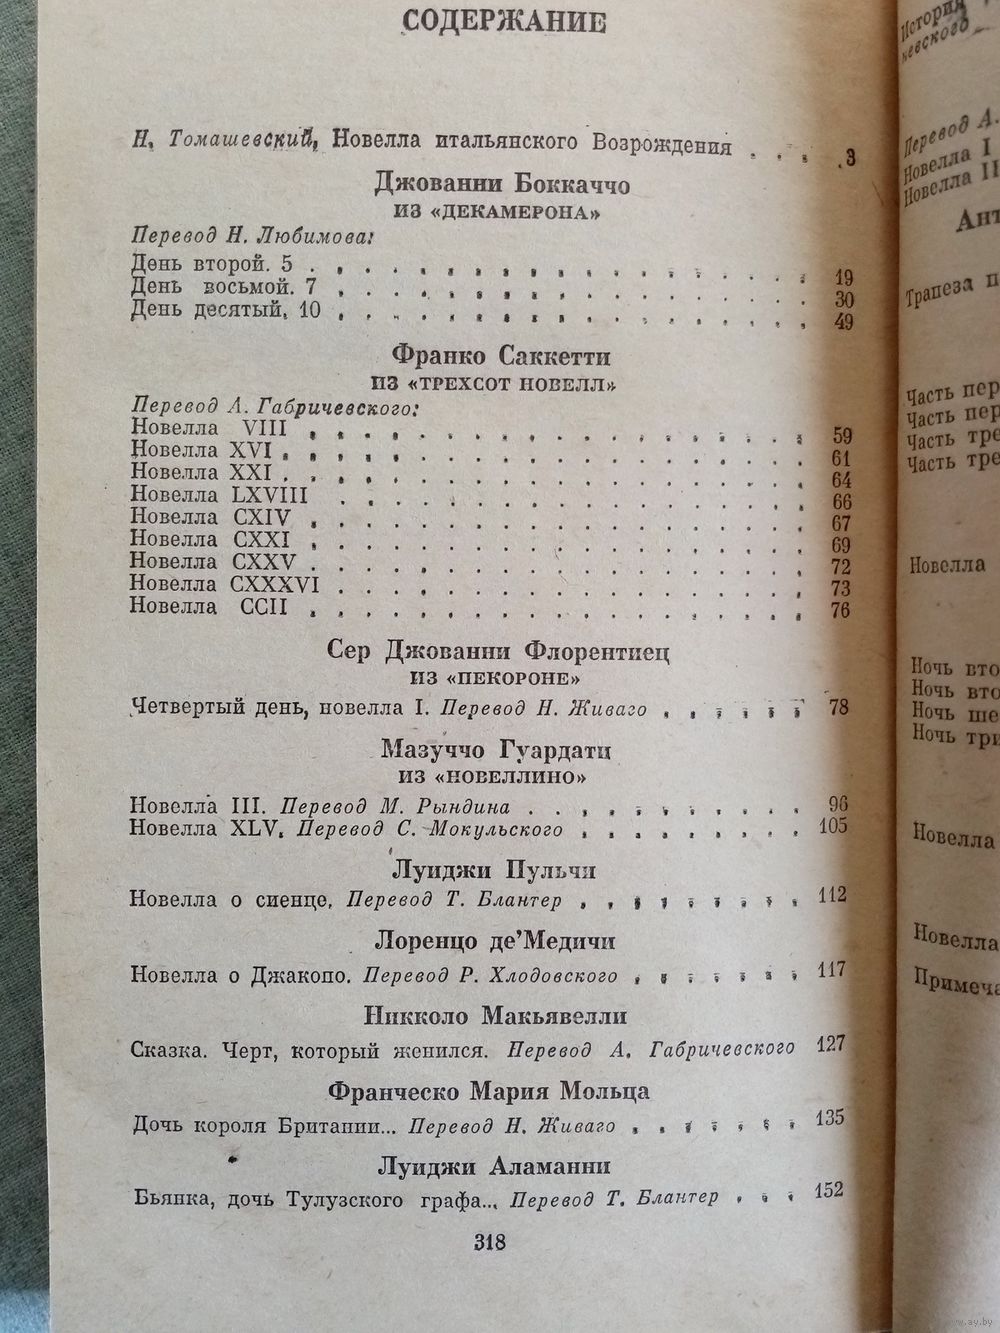 СОДЕРЖАНИЕ
Н. Томашевский, Новелла итальянского Возрождения . . . . 3
Джованни Боккаччо
ИЗ «ДЕКАМЕРОНА»
Перевод Н. Любимова:
День второй. 5 . . . . . . . . . . . . . . . . . . . 19
День восьмой. 7 . . . . . . . . . . . . . . . . . . 30
День десятый, 10 . . . . . . . . . . . . . . . . . . 49
Франко Саккетти
ИЗ «ТРЕХСОТ НОВЕЛЛ»
Перевод А. Габричевского:
Новелла VIII . . . . . . . . . . . . . . . . . . . 59
Новелла XVI . . . . . . . . . . . . . . . . . . . . 61
Новелла XXI . . . . . . . . . . . . . . . . . . . . 64
Новелла LXVIII . . . . . . . . . . . . . . . . . . 66
Новелла CXIV . . . . . . . . . . . . . . . . . . . 67
Новелла CXXI . . . . . . . . . . . . . . . . . . . 69
Новелла CXXV . . . . . . . . . . . . . . . . . . . 72
Новелла CXXXVI . . . . . . . . . . . . . . . . . . 73
Новелла CCII . . . . . . . . . . . . . . . . . . . 76
Сер Джованни Флорентиец
ИЗ «ПЕКОРОНЕ»
Четвертый день, новелла I. Перевод Н. Живаго . . . . . . 78
Мазуччо Гуардати
ИЗ «НОВЕЛЛИНО»
Новелла III. Перевод М. Рындина . . . . . . . . . . . 96
Новелла XLV. Перевод С. Мокульского . . . . . . . . . 105
Луиджи Пульчи
Новелла о сиенце. Перевод Т. Блантер . . . . . . . . . 112
Лоренцо де’Медичи
Новелла о Джакопо. Перевод Р. Хлодовского . . . . . . . 117
Никколо Макьявелли
Сказка. Черт, который женился. Перевод А. Габричевского 127
Франческо Мария Мольца
Дочь короля Британии... Перевод Н. Живаго . . . . . . . 135
Луиджи Аламанни
Бьянка, дочь Тулузского графа... Перевод Т. Блантер . . . 152
318
История
невского
Перевод А.
Новелла I
Новелла II
Ант
Трапеза п
Часть пер
Часть пер
Часть тре
Часть тре
Новелла
Ночь вто
Ночь вто
Ночь ше
Ночь три
Новелла
Новелла
Примеча
www.ay.by